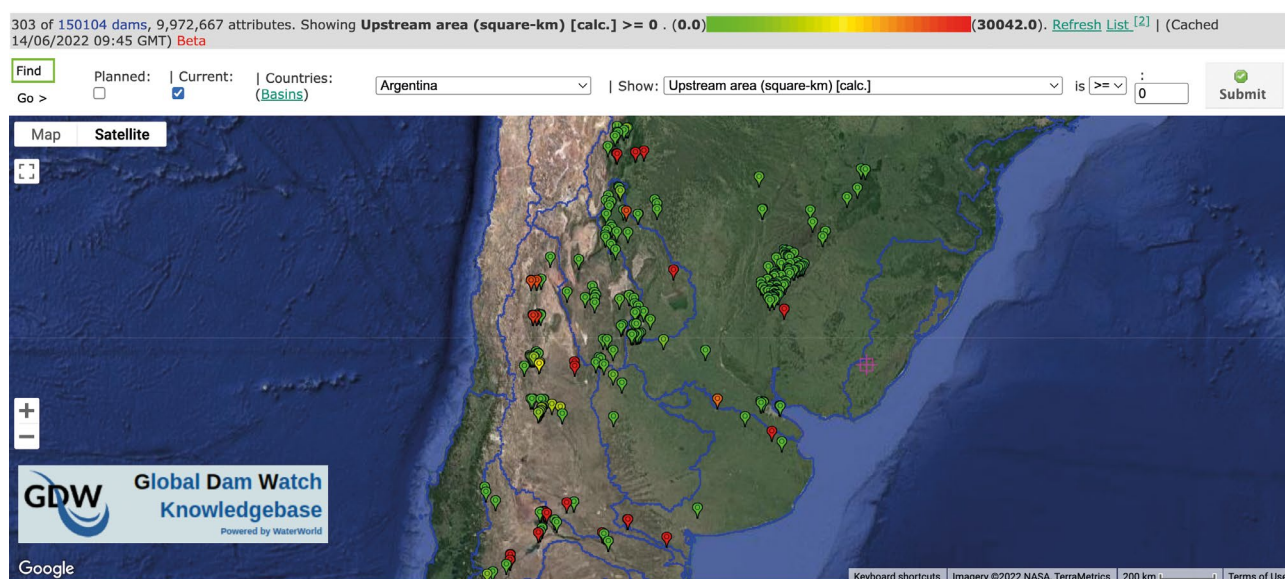 303 of 150104 dams, 9,972,667 attributes. Showing Upstream area (square-km) [calc.] >= 0 . (0.0) (30042.0). Refresh List [2] | (Cached
14/06/2022 09:45 GMT) Beta
Find
Go >
Planned: | Current: | Countries:
(Basins)
Argentina
| Show: Upstream area (square-km) [calc.]
is >= :
0
Submit
Map Satellite
+
−
GDW
Global Dam Watch
Knowledgebase
Powered by WaterWorld
Google
Keyboard shortcuts Imagery ©2022 NASA, TerraMetrics 200 km Terms of Us